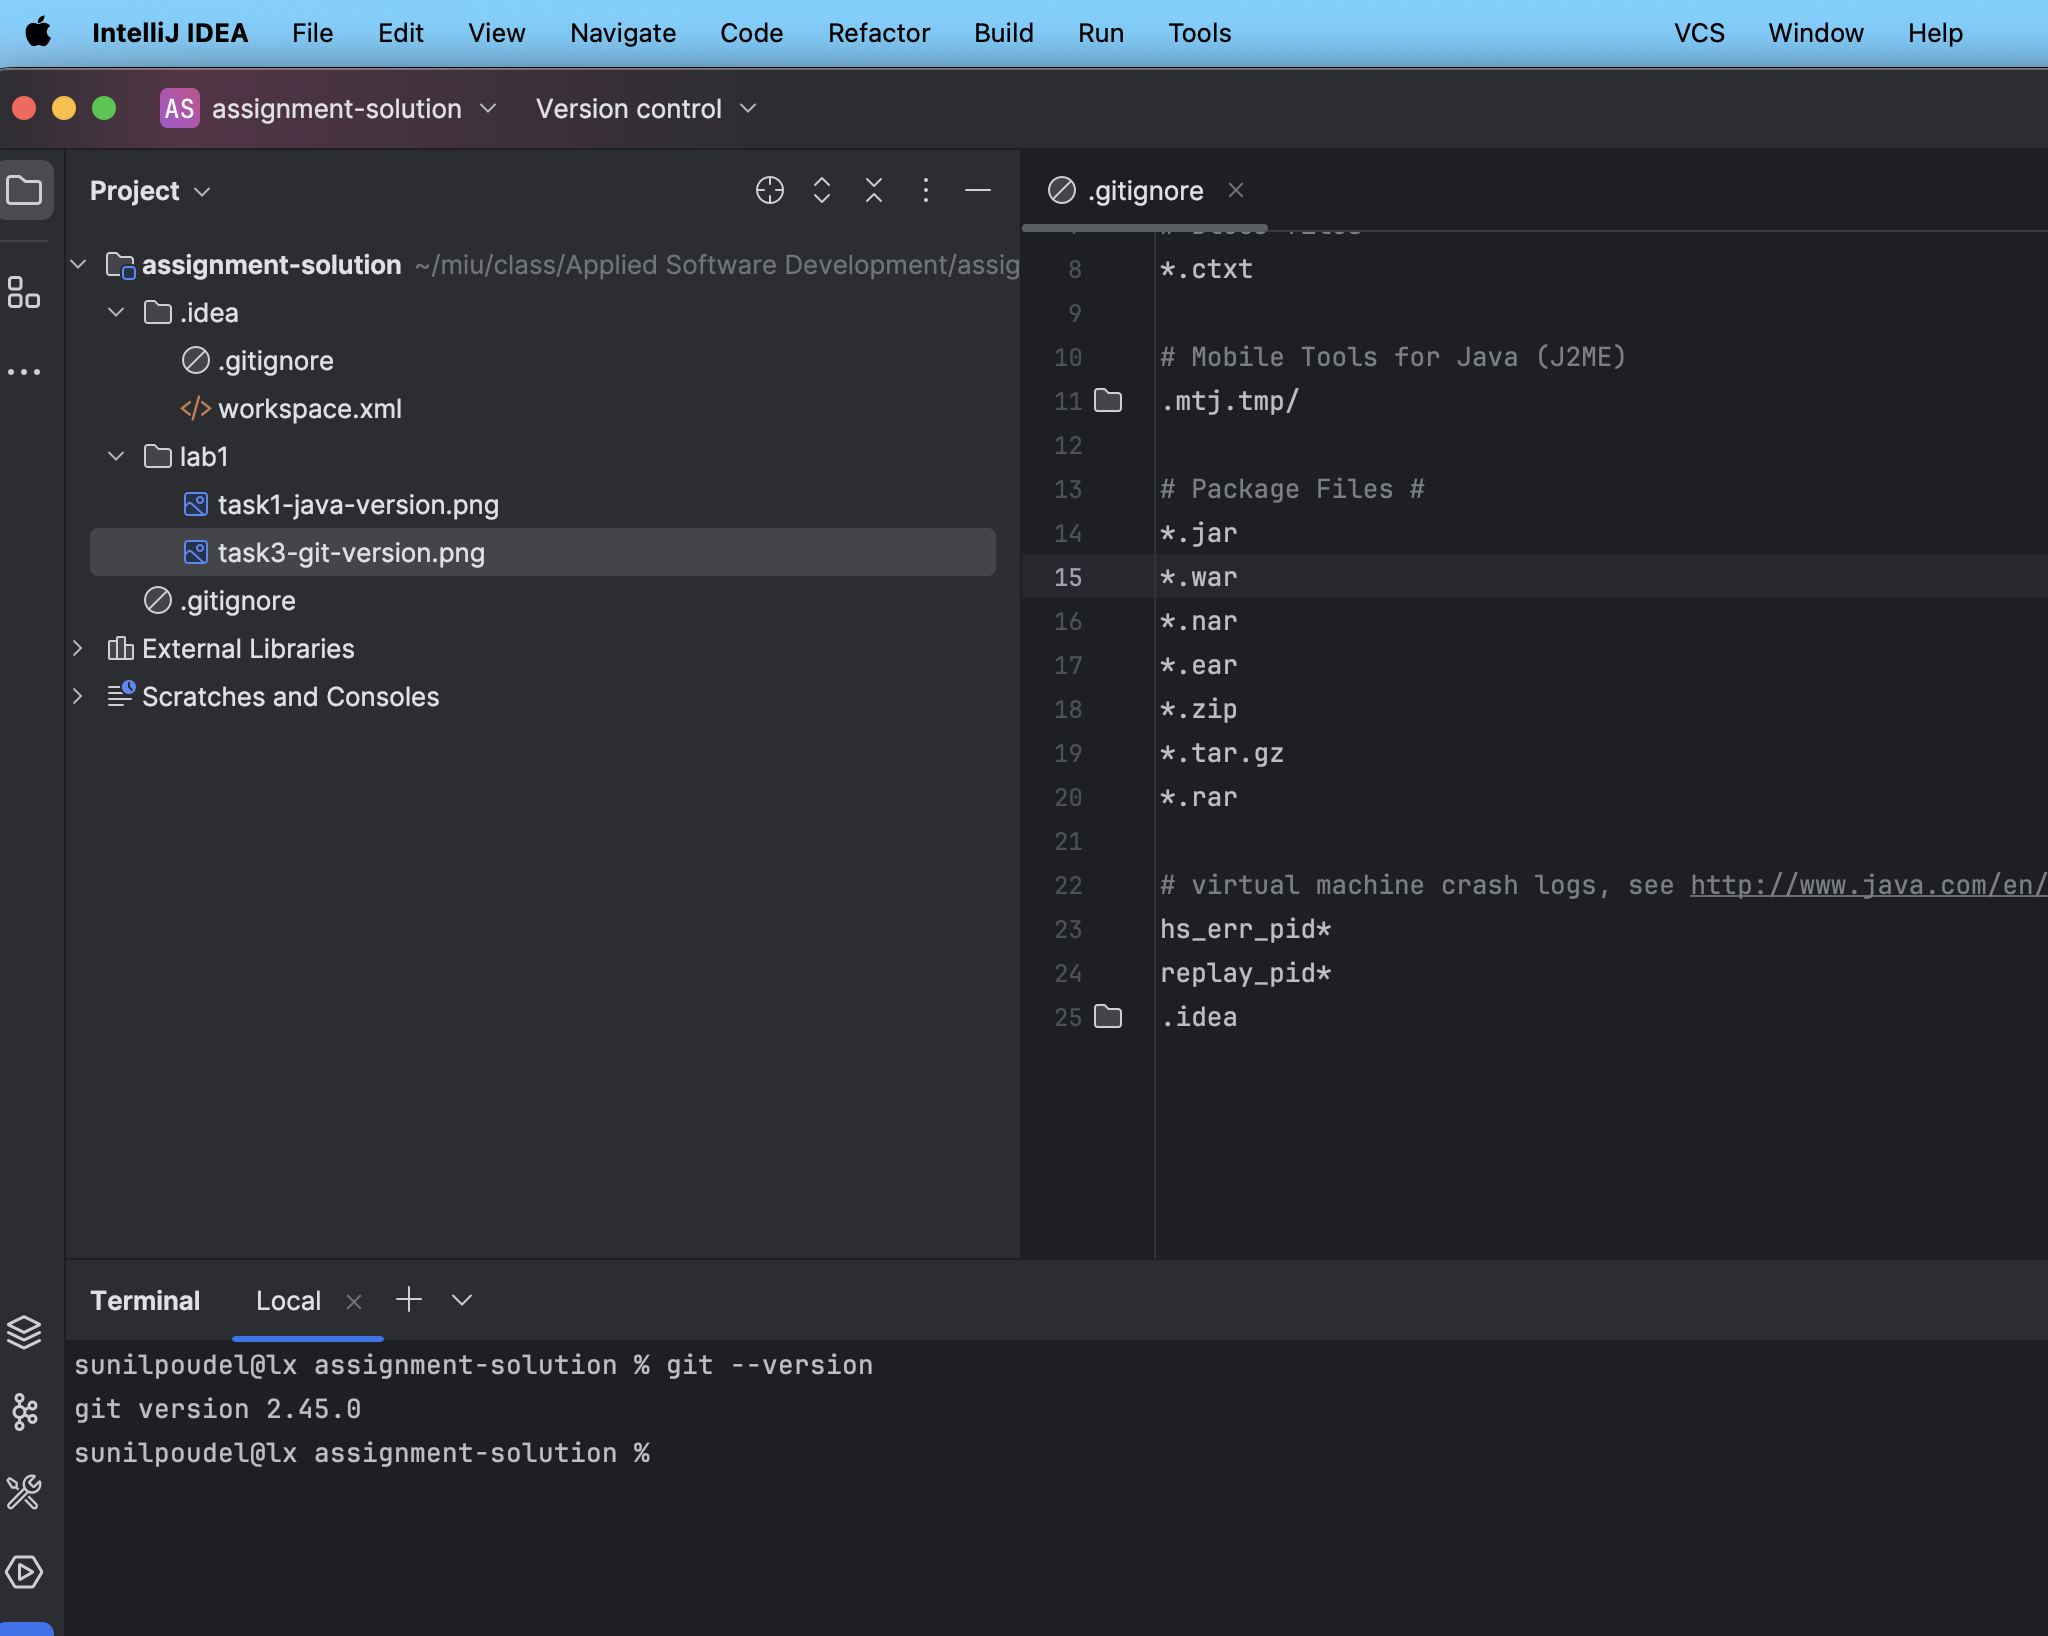 IntelliJ IDEA File Edit View Navigate Code Refactor Build Run Tools VCS Window Help
AS assignment-solution Version control
Project
assignment-solution ~/miu/class/Applied Software Development/assig
.idea
.gitignore
workspace.xml
lab1
task1-java-version.png
task3-git-version.png
.gitignore
External Libraries
Scratches and Consoles
.gitignore
8 *.ctxt
9
10 # Mobile Tools for Java (J2ME)
11 .mtj.tmp/
12
13 # Package Files #
14 *.jar
15 *.war
16 *.nar
17 *.ear
18 *.zip
19 *.tar.gz
20 *.rar
21
22 # virtual machine crash logs, see http://www.java.com/en/
23 hs_err_pid*
24 replay_pid*
25 .idea
Terminal Local
sunilpoudel@lx assignment-solution % git --version
git version 2.45.0
sunilpoudel@lx assignment-solution %